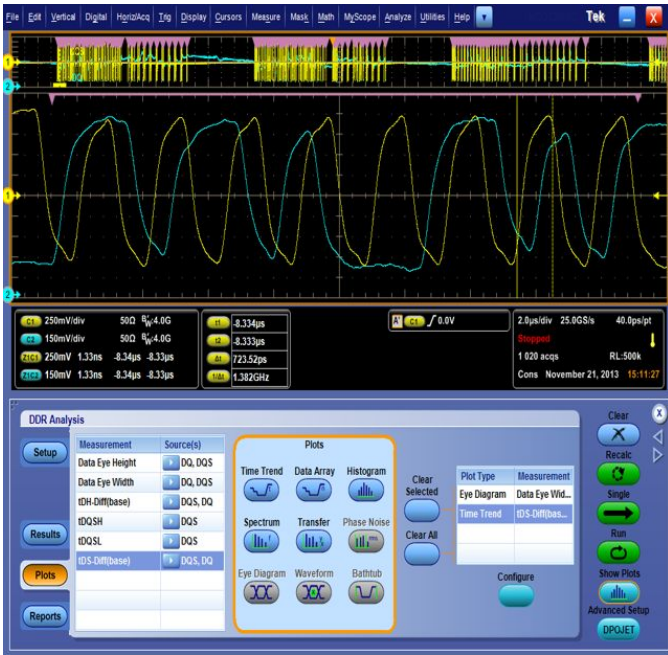 File Edit Vertical Digital Horiz/Acq Trig Display Cursors Measure Mask Math MyScope Analyze Utilities Help Tek X
C1 250mV/div 50Ω BW:4.0G
C2 150mV/div 50Ω BW:4.0G
Z1C1 250mV 1.33ns -8.34µs -8.33µs
Z1C2 150mV 1.33ns -8.34µs -8.33µs
t1 -8.334µs
t2 -8.333µs
Δt 723.52ps
1/Δt 1.382GHz
A' C1 0.0V
2.0µs/div 25.0GS/s 40.0ps/pt
Stopped
1 020 acqs RL:500k
Cons November 21, 2013 15:11:27
DDR Analysis
Setup
Results
Plots
Reports
Measurement Source(s)
Data Eye Height DQ, DQS
Data Eye Width DQ, DQS
tDH-Diff(base) DQS, DQ
tDQSH DQS
tDQSL DQS
tDS-Diff(base) DQS, DQ
Plots
Time Trend Data Array Histogram
Spectrum Transfer Phase Noise
Eye Diagram Waveform Bathtub
Clear Selected
Clear All
Plot Type Measurement
Eye Diagram Data Eye Wid...
Time Trend tDS-Diff(bas...
Configure
Clear
Recalc
Single
Run
Show Plots
Advanced Setup
DPOJET